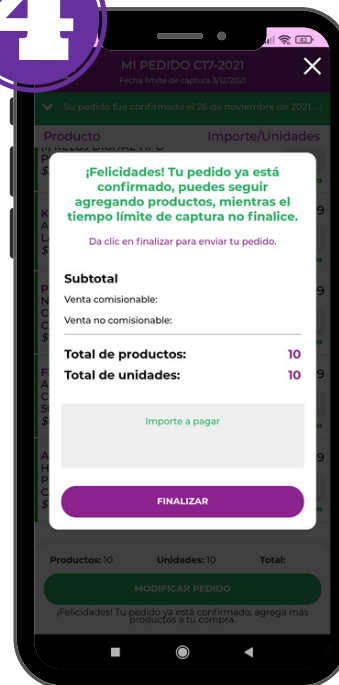 4
42
MI PEDIDO C17-2021
Fecha límite de captura 3/12/2021
Su pedido fue confirmado el 26 de noviembre de 2021. ...
Producto Importe/Unidades
¡Felicidades! Tu pedido ya está
confirmado, puedes seguir
agregando productos, mientras el
tiempo límite de captura no finalice.
Da clic en finalizar para enviar tu pedido.
Subtotal
Venta comisionable:
Venta no comisionable:
Total de productos: 10
Total de unidades: 10
Importe a pagar
FINALIZAR
Productos: 10 Unidades: 10 Total:
MODIFICAR PEDIDO
¡Felicidades! Tu pedido ya está confirmado, agrega más
productos a tu compra.